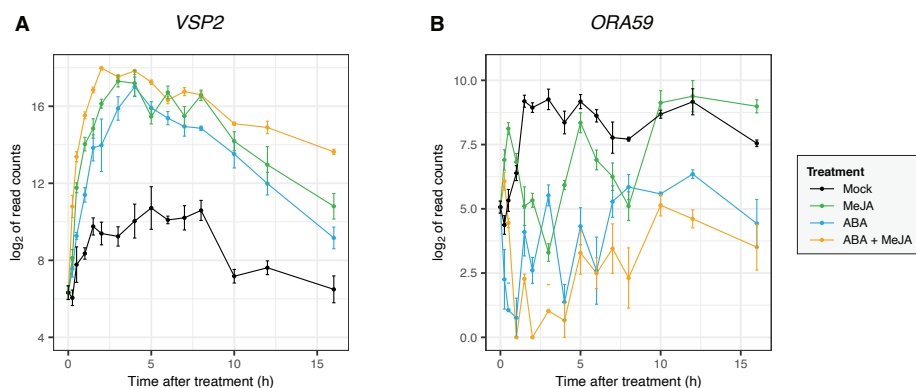 A
VSP2
log2 of read counts
16
12
8
4
0
5
10
15
Time after treatment (h)
B
ORA59
log2 of read counts
10.0
7.5
5.0
2.5
0.0
0
5
10
15
Time after treatment (h)
Treatment
Mock
MeJA
ABA
ABA + MeJA